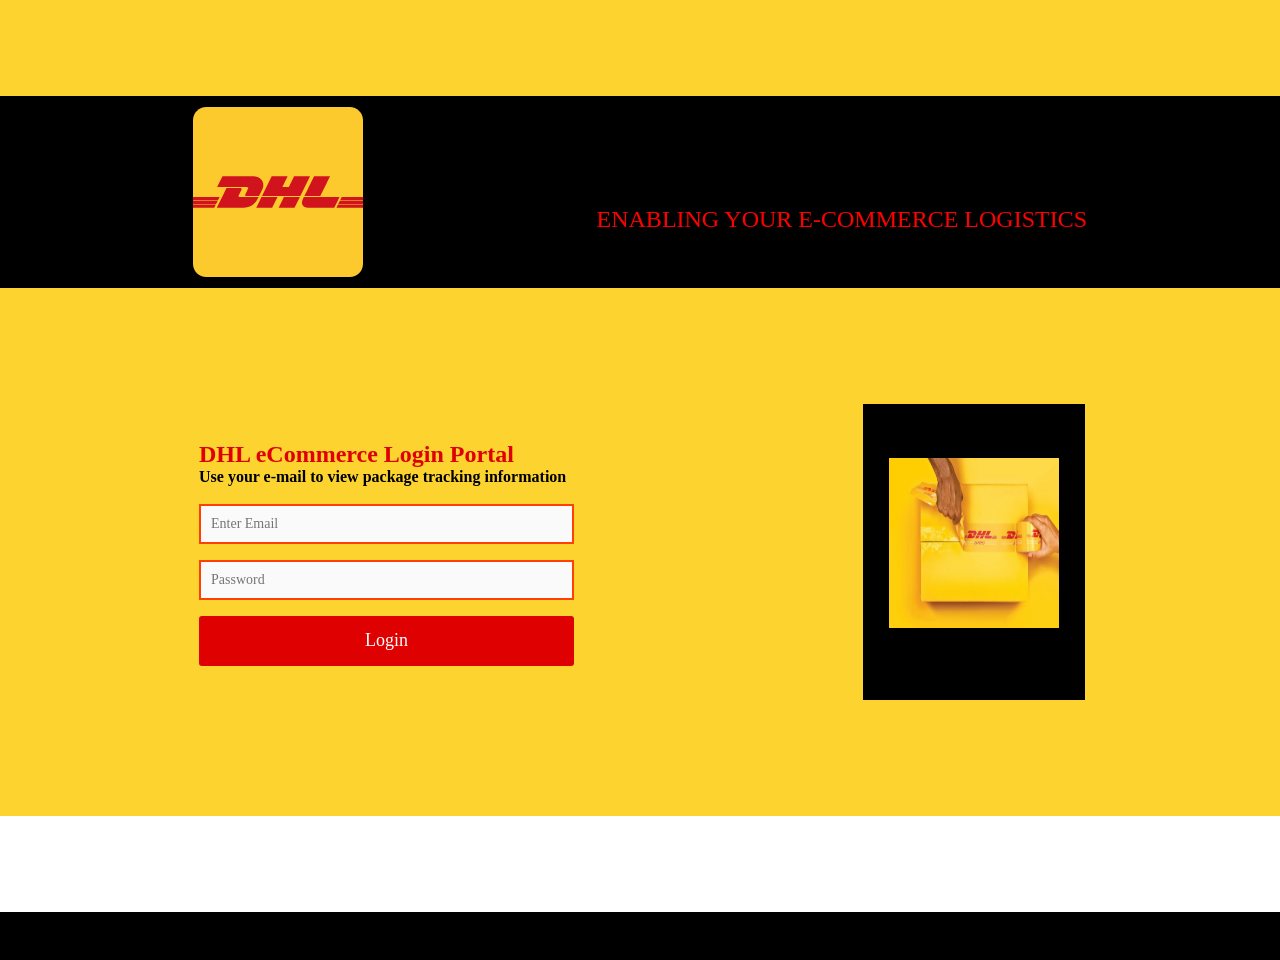 DHL
ENABLING YOUR E-COMMERCE LOGISTICS
DHL eCommerce Login Portal
Use your e-mail to view package tracking information
Enter Email
Password
Login
DHL